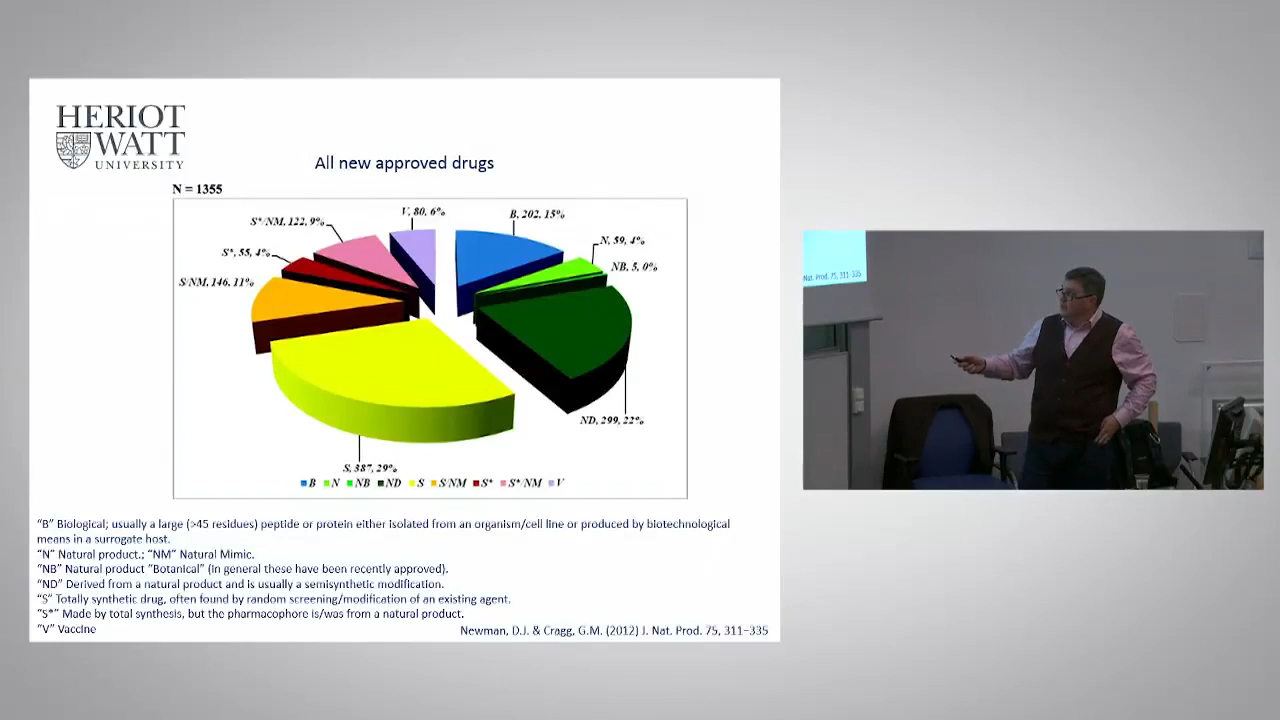 HERIOT
WATT
UNIVERSITY
All new approved drugs
N = 1355
V, 80, 6%
S*/NM, 122, 9%
B, 202, 15%
N, 59, 4%
S*, 55, 4%
NB, 5, 0%
S/NM, 146, 11%
ND, 299, 22%
S, 387, 29%
B N NB ND S S/NM S* S*/NM V
“B” Biological; usually a large (>45 residues) peptide or protein either isolated from an organism/cell line or produced by biotechnological
means in a surrogate host.
“N” Natural product.; “NM” Natural Mimic.
“NB” Natural product “Botanical” (in general these have been recently approved).
“ND” Derived from a natural product and is usually a semisynthetic modification.
“S” Totally synthetic drug, often found by random screening/modification of an existing agent.
“S*” Made by total synthesis, but the pharmacophore is/was from a natural product.
“V” Vaccine
Newman, D.J. & Cragg, G.M. (2012) J. Nat. Prod. 75, 311–335
Nat. Prod. 75, 311–335